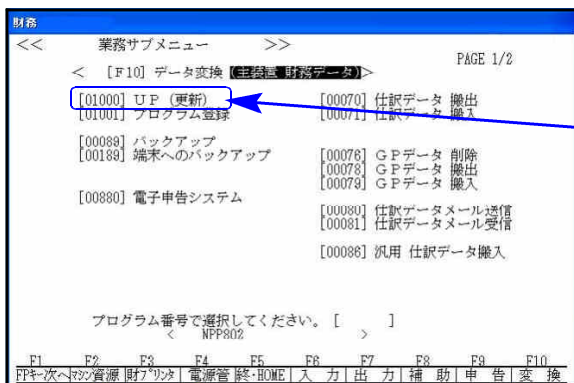 財務
<< 業務サブメニュー >>
PAGE 1/2
< [F10] データ変換 (主装置 財務データ)>
[01000] UP (更新) [00070] 仕訳データ 搬出
[01001] プログラム登録 [00071] 仕訳データ 搬入
[00089] バックアップ
[00189] 端末へのバックアップ [00076] GPデータ 削除
[00078] GPデータ 搬出
[00079] GPデータ 搬入
[00880] 電子申告システム
[00080] 仕訳データメール送信
[00081] 仕訳データメール受信
[00086] 汎用 仕訳データ搬入
プログラム番号で選択してください。 [ ]
< NPP802 >
F1 F2 F3 F4 F5 F6 F7 F8 F9 F10
FPキー次へ マシン資源 財プリンタ 電源管 終・HOME 入 力 出 力 補 助 申 告 変 換